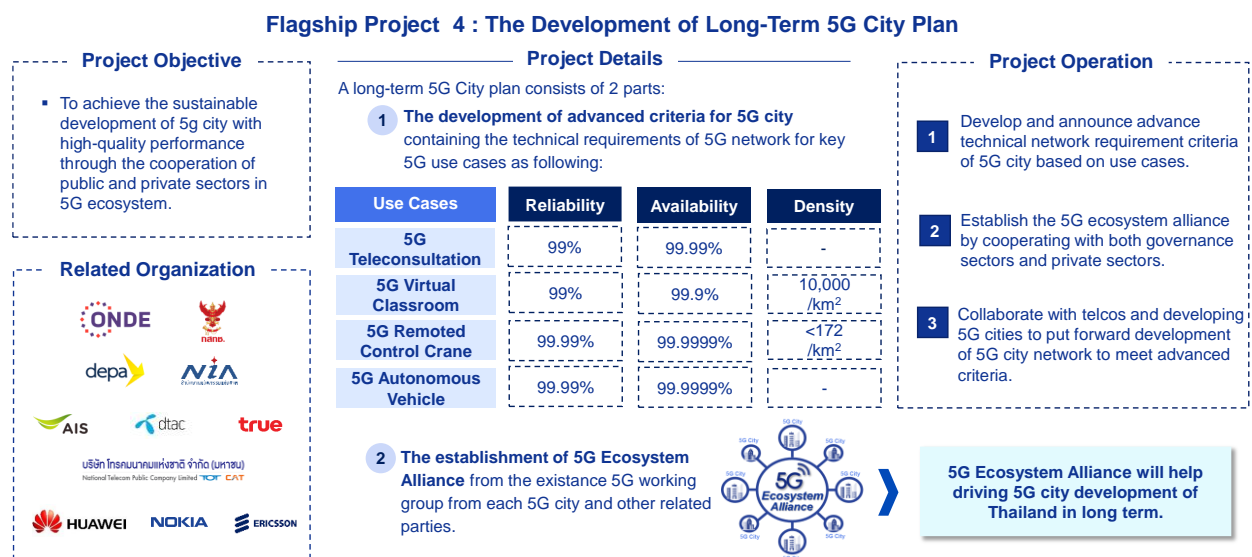 Flagship Project 4 : The Development of Long-Term 5G City Plan
Project Objective
▪ To achieve the sustainable
development of 5g city with
high-quality performance
through the cooperation of
public and private sectors in
5G ecosystem.
Related Organization
ONDE
กสทช.
depa
NIA
AIS
dtac
true
บริษัท โทรคมนาคมแห่งชาติ จำกัด (มหาชน)
National Telecom Public Company Limited TOT CAT
HUAWEI
NOKIA
ERICSSON
Project Details
A long-term 5G City plan consists of 2 parts:
1 The development of advanced criteria for 5G city
containing the technical requirements of 5G network for key
5G use cases as following:
Use Cases Reliability Availability Density
5G
Teleconsultation
99% 99.99% -
5G Virtual
Classroom
99% 99.9% 10,000
/km²
5G Remoted
Control Crane
99.99% 99.9999% <172
/km²
5G Autonomous
Vehicle
99.99% 99.9999% -
2 The establishment of 5G Ecosystem
Alliance from the existance 5G working
group from each 5G city and other related
parties.
5G City
5G City
5G City
5G City
5G City
5G City
5G City
5G
Ecosystem
Alliance
Project Operation
1 Develop and announce advance
technical network requirement criteria
of 5G city based on use cases.
2 Establish the 5G ecosystem alliance
by cooperating with both governance
sectors and private sectors.
3 Collaborate with telcos and developing
5G cities to put forward development
of 5G city network to meet advanced
criteria.
5G Ecosystem Alliance will help
driving 5G city development of
Thailand in long term.